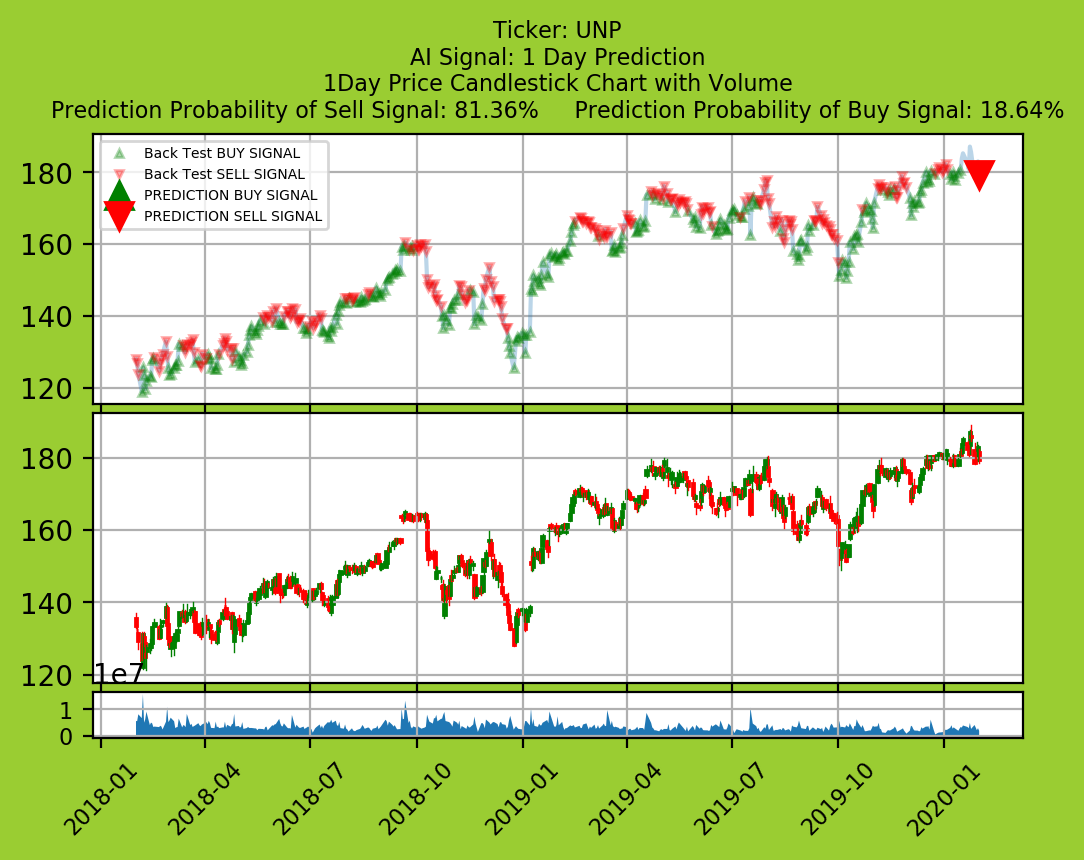 Ticker: UNP
AI Signal: 1 Day Prediction
1Day Price Candlestick Chart with Volume
Prediction Probability of Sell Signal: 81.36% Prediction Probability of Buy Signal: 18.64%
Back Test BUY SIGNAL
Back Test SELL SIGNAL
PREDICTION BUY SIGNAL
PREDICTION SELL SIGNAL
180
160
140
120
180
160
140
120
1e7
1
0
2018-01
2018-04
2018-07
2018-10
2019-01
2019-04
2019-07
2019-10
2020-01